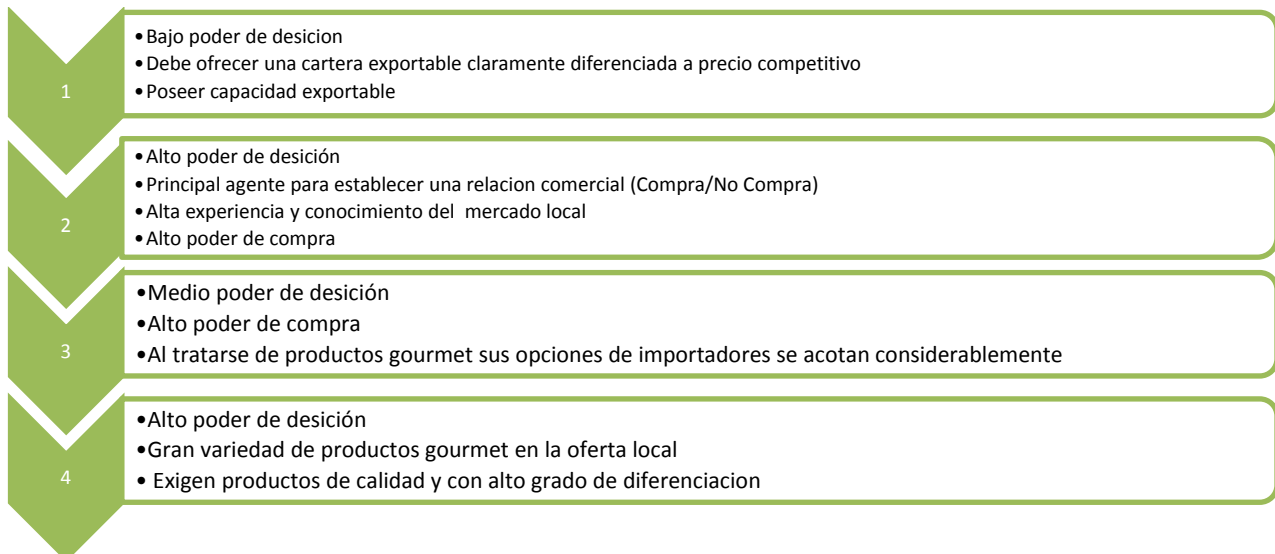 1
•Bajo poder de desicion
•Debe ofrecer una cartera exportable claramente diferenciada a precio competitivo
•Poseer capacidad exportable
2
•Alto poder de desición
•Principal agente para establecer una relacion comercial (Compra/No Compra)
•Alta experiencia y conocimiento del mercado local
•Alto poder de compra
3
•Medio poder de desición
•Alto poder de compra
•Al tratarse de productos gourmet sus opciones de importadores se acotan considerablemente
4
•Alto poder de desición
•Gran variedad de productos gourmet en la oferta local
• Exigen productos de calidad y con alto grado de diferenciacion